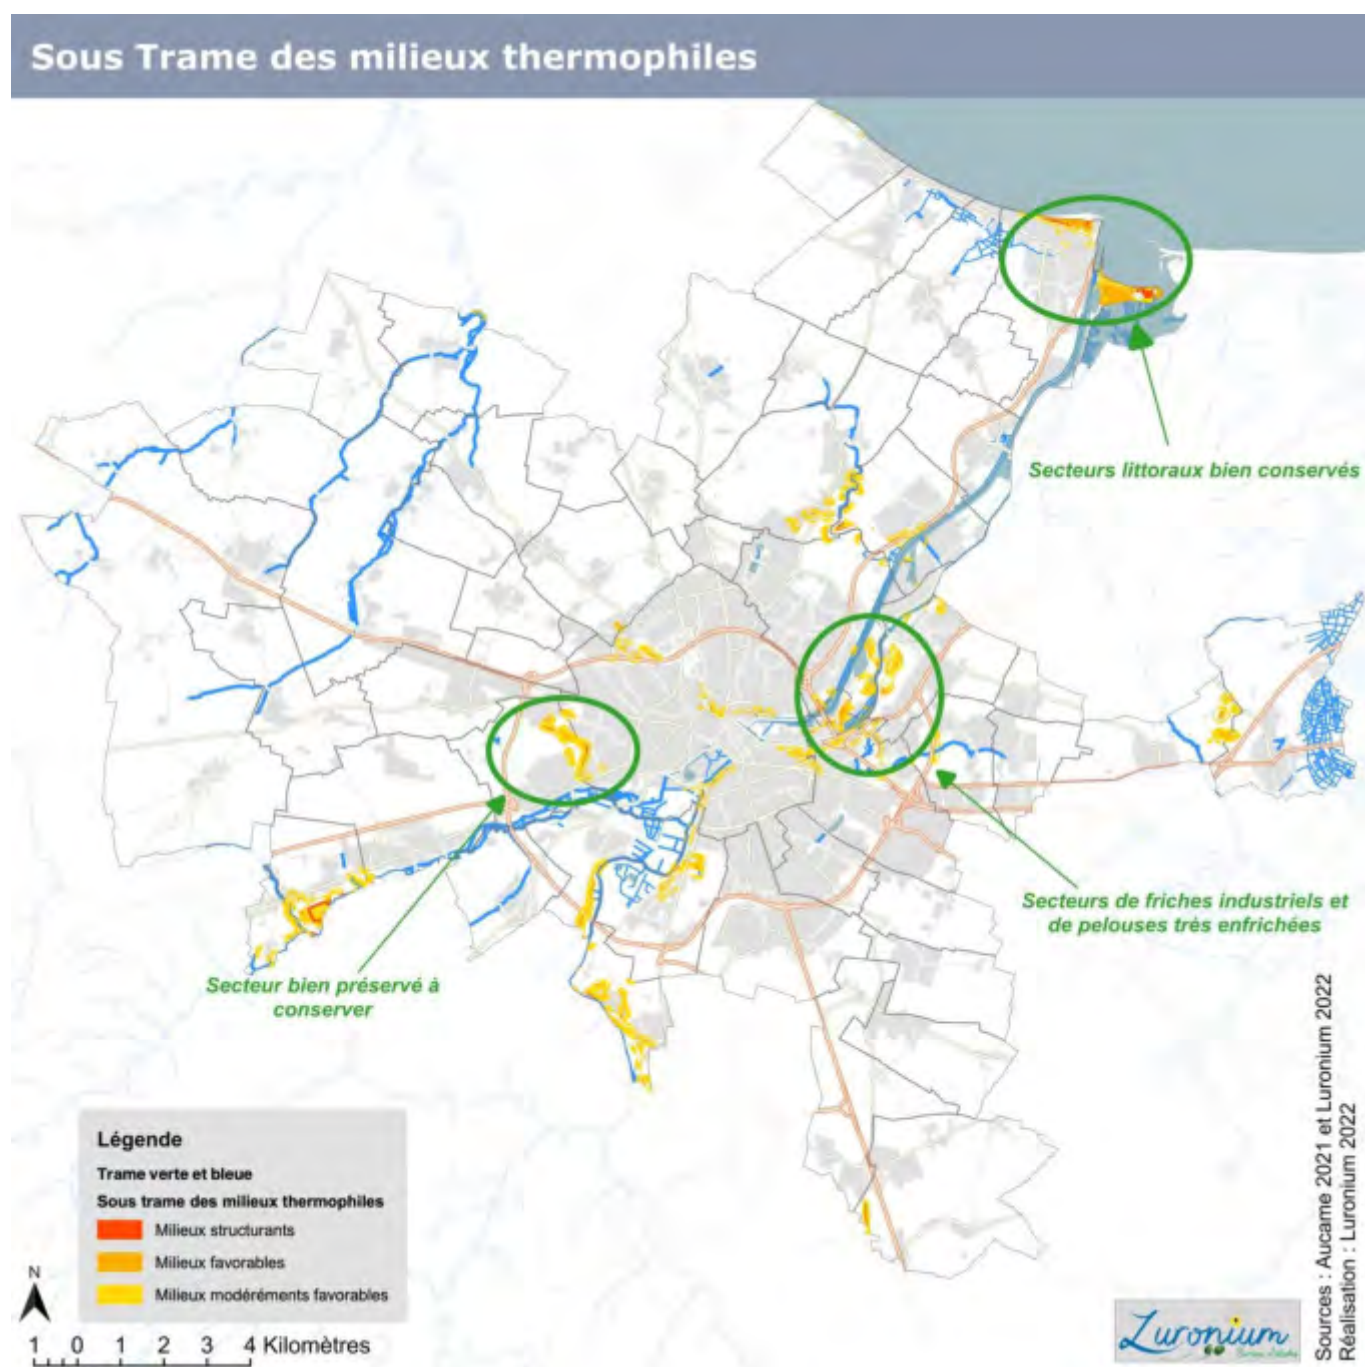 Sous Trame des milieux thermophiles
Secteurs littoraux bien conservés
Secteurs de friches industriels et
de pelouses très enfrichées
Secteur bien préservé à
conserver
Légende
Trame verte et bleue
Sous trame des milieux thermophiles
Milieux structurants
Milieux favorables
Milieux modéréments favorables
N
1 0 1 2 3 4 Kilomètres
Luronium
Sources : Aucame 2021 et Luronium 2022
Réalisation : Luronium 2022